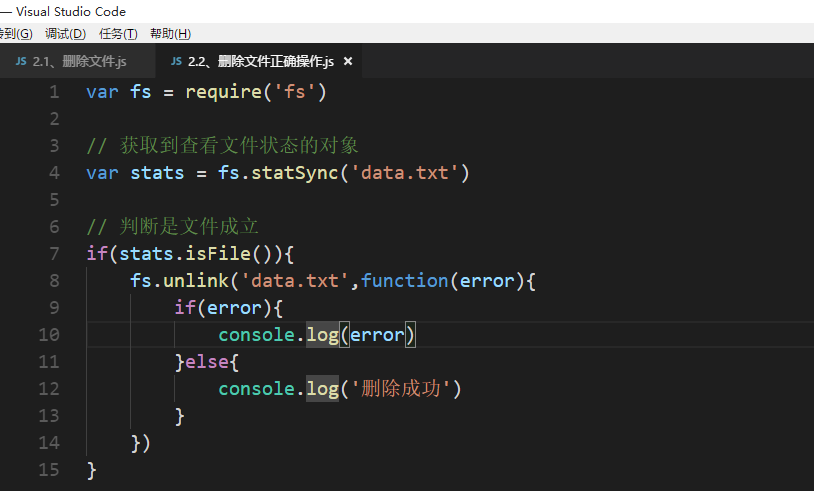 — Visual Studio Code
转到(G) 调试(D) 任务(T) 帮助(H)
JS 2.1、删除文件.js JS 2.2、删除文件正确操作.js ×
1 var fs = require('fs')
2
3 // 获取到查看文件状态的对象
4 var stats = fs.statSync('data.txt')
5
6 // 判断是文件成立
7 if(stats.isFile()){
8 fs.unlink('data.txt',function(error){
9 if(error){
10 console.log(error)
11 }else{
12 console.log('删除成功')
13 }
14 })
15 }